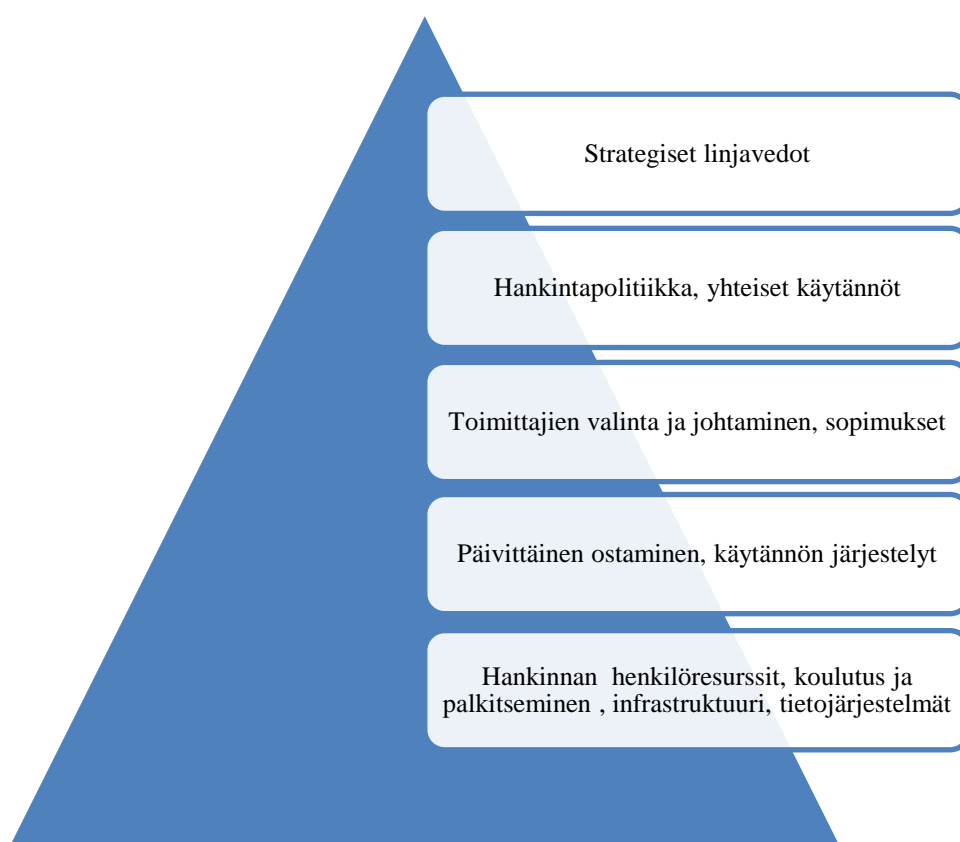 Strategiset linjavedot
Hankintapolitiikka, yhteiset käytännöt
Toimittajien valinta ja johtaminen, sopimukset
Päivittäinen ostaminen, käytännön järjestelyt
Hankinnan  henkilöresurssit, koulutus ja
palkitseminen , infrastruktuuri, tietojärjestelmät